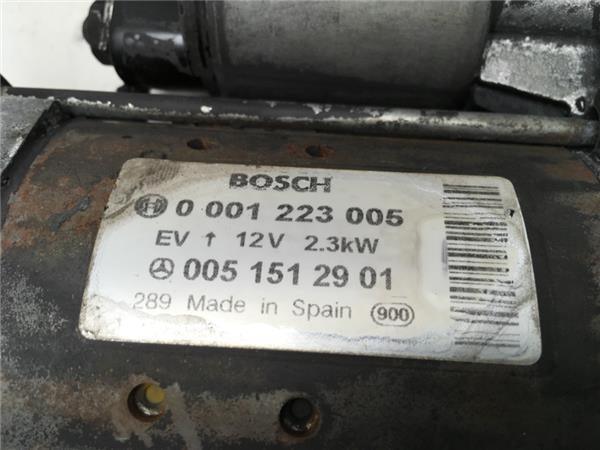 BOSCH
0 001 223 005
EV ↑ 12V 2.3kW
005 151 29 01
289 Made in Spain 900